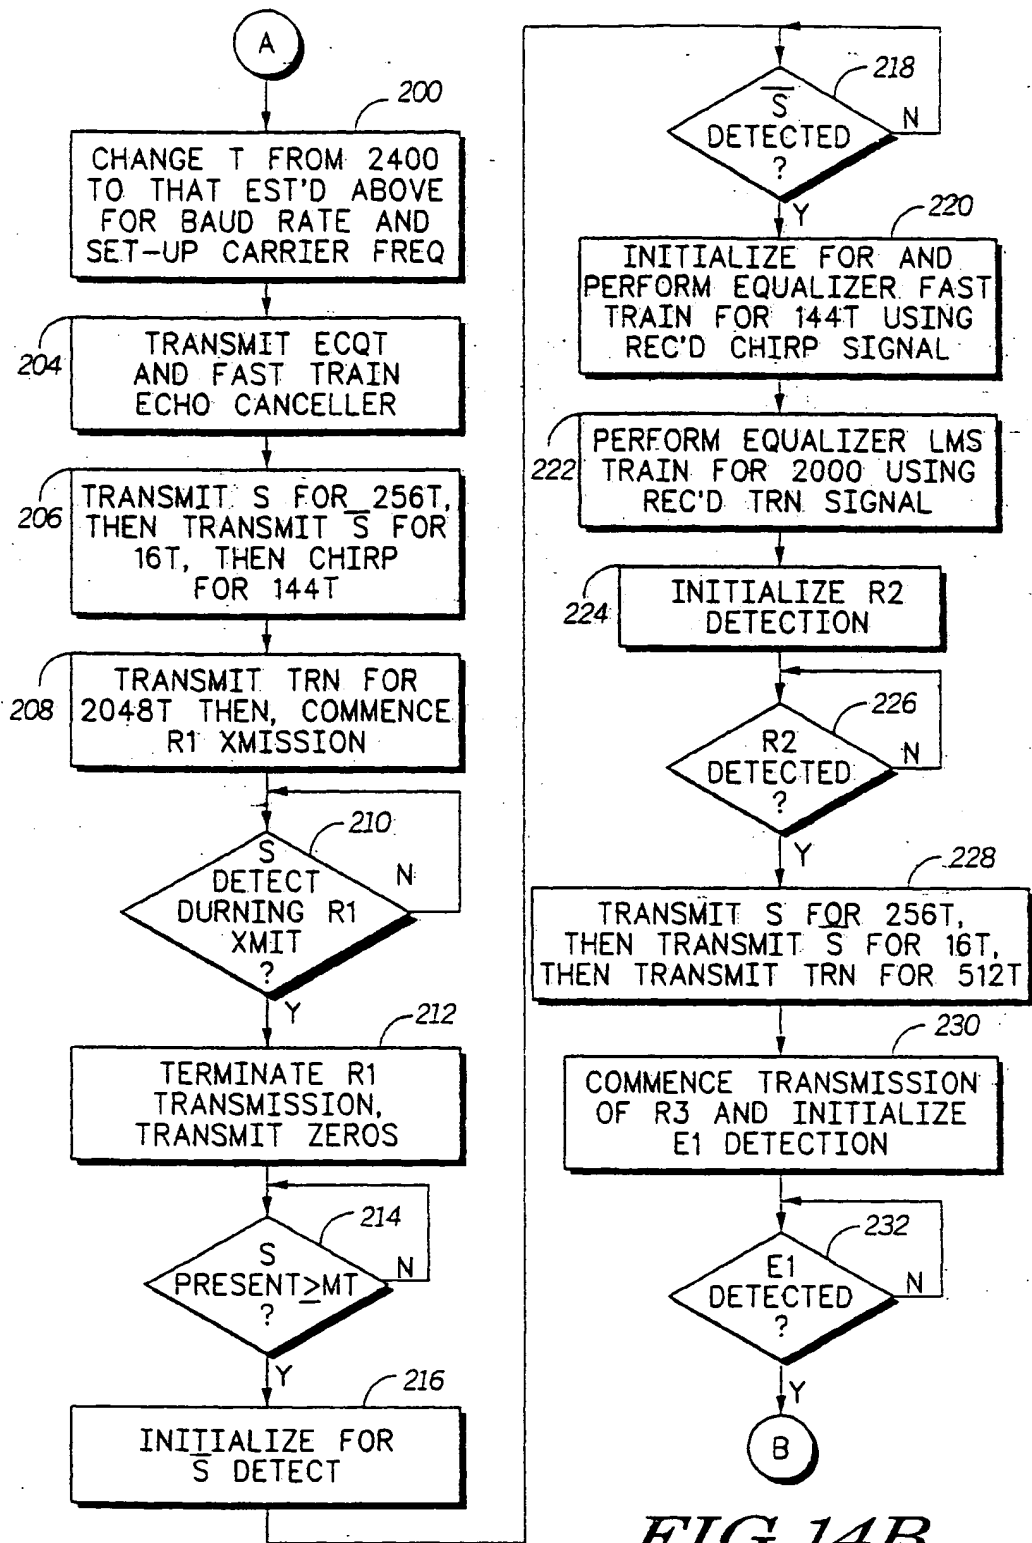 A
200
CHANGE T FROM 2400
TO THAT EST'D ABOVE
FOR BAUD RATE AND
SET-UP CARRIER FREQ
204
TRANSMIT ECQT
AND FAST TRAIN
ECHO CANCELLER
206
TRANSMIT S FOR 256T,
THEN TRANSMIT S̅ FOR
16T, THEN CHIRP
FOR 144T
208
TRANSMIT TRN FOR
2048T THEN, COMMENCE
R1 XMISSION
210
S
DETECT
DURNING R1
XMIT
?
N
Y
212
TERMINATE R1
TRANSMISSION,
TRANSMIT ZEROS
214
S
PRESENT≥MT
?
N
Y
216
INITIALIZE FOR
S̅ DETECT
218
S̅
DETECTED
?
N
Y
220
INITIALIZE FOR AND
PERFORM EQUALIZER FAST
TRAIN FOR 144T USING
REC'D CHIRP SIGNAL
222
PERFORM EQUALIZER LMS
TRAIN FOR 2000 USING
REC'D TRN SIGNAL
224
INITIALIZE R2
DETECTION
226
R2
DETECTED
?
N
Y
228
TRANSMIT S FOR 256T,
THEN TRANSMIT S̅ FOR 16T,
THEN TRANSMIT TRN FOR 512T
230
COMMENCE TRANSMISSION
OF R3 AND INITIALIZE
E1 DETECTION
232
E1
DETECTED
?
N
Y
B
FIG.14B